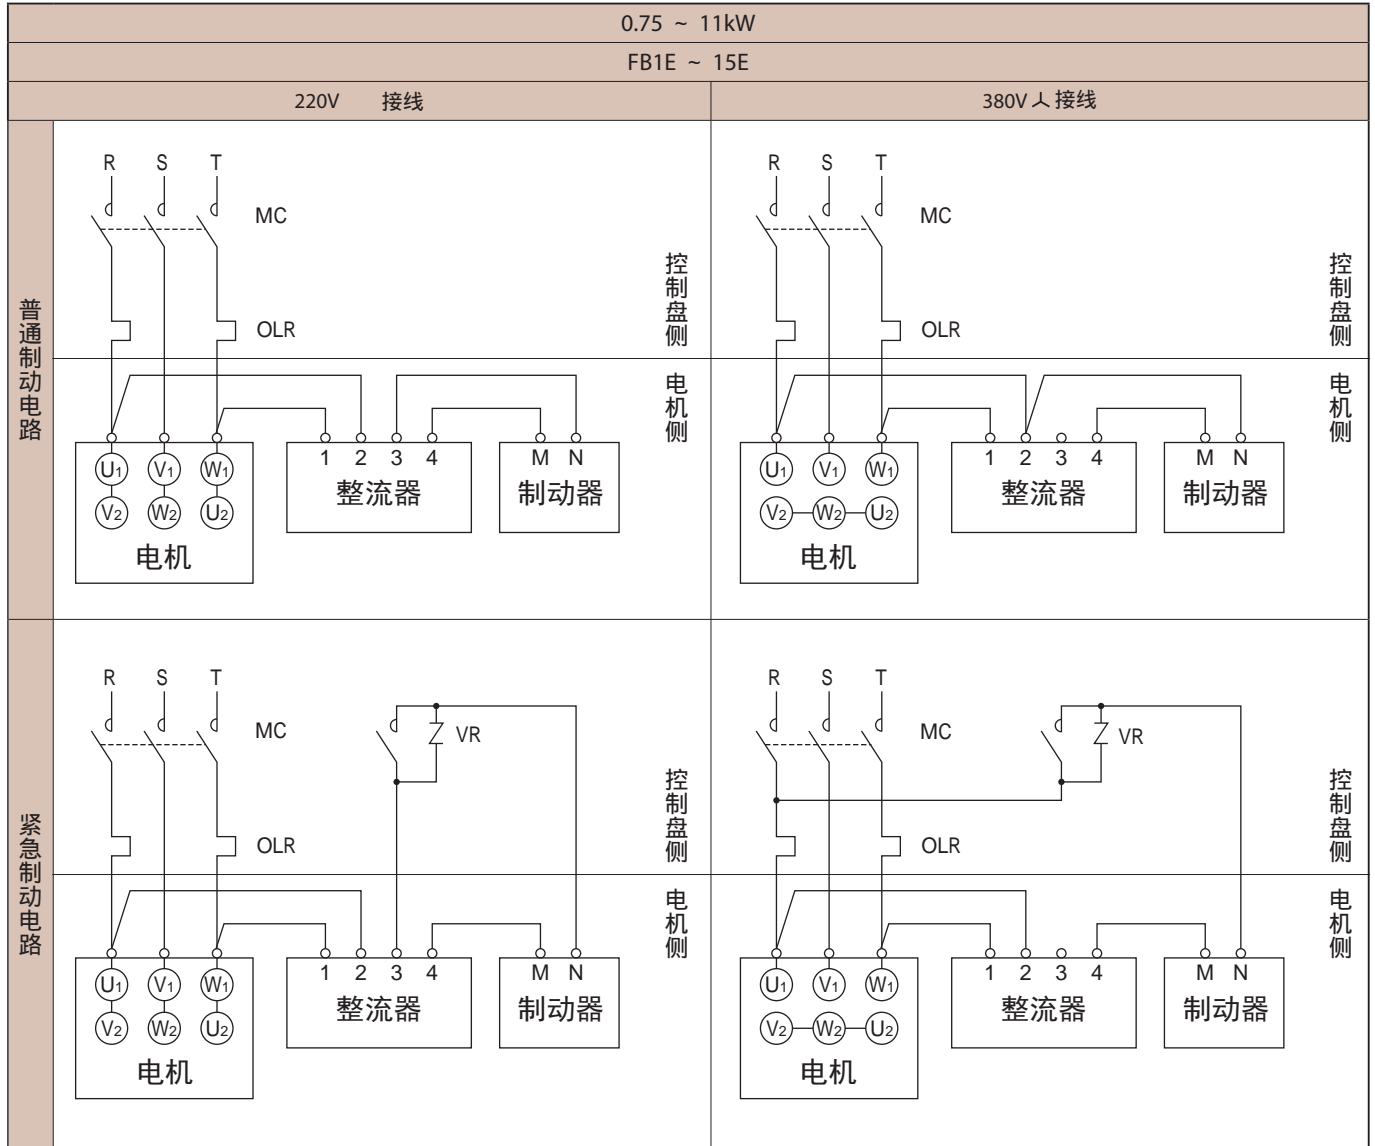 0.75 ~ 11kW
FB1E ~ 15E
220V 接线
380V 人 接线
普通制动电路
R S T
MC
OLR
控制盘侧
电机侧
U1 V1 W1
V2 W2 U2
电机
1 2 3 4
整流器
M N
制动器
R S T
MC
OLR
控制盘侧
电机侧
U1 V1 W1
V2 W2 U2
电机
1 2 3 4
整流器
M N
制动器
紧急制动电路
R S T
MC
VR
OLR
控制盘侧
电机侧
U1 V1 W1
V2 W2 U2
电机
1 2 3 4
整流器
M N
制动器
R S T
MC
VR
OLR
控制盘侧
电机侧
U1 V1 W1
V2 W2 U2
电机
1 2 3 4
整流器
M N
制动器